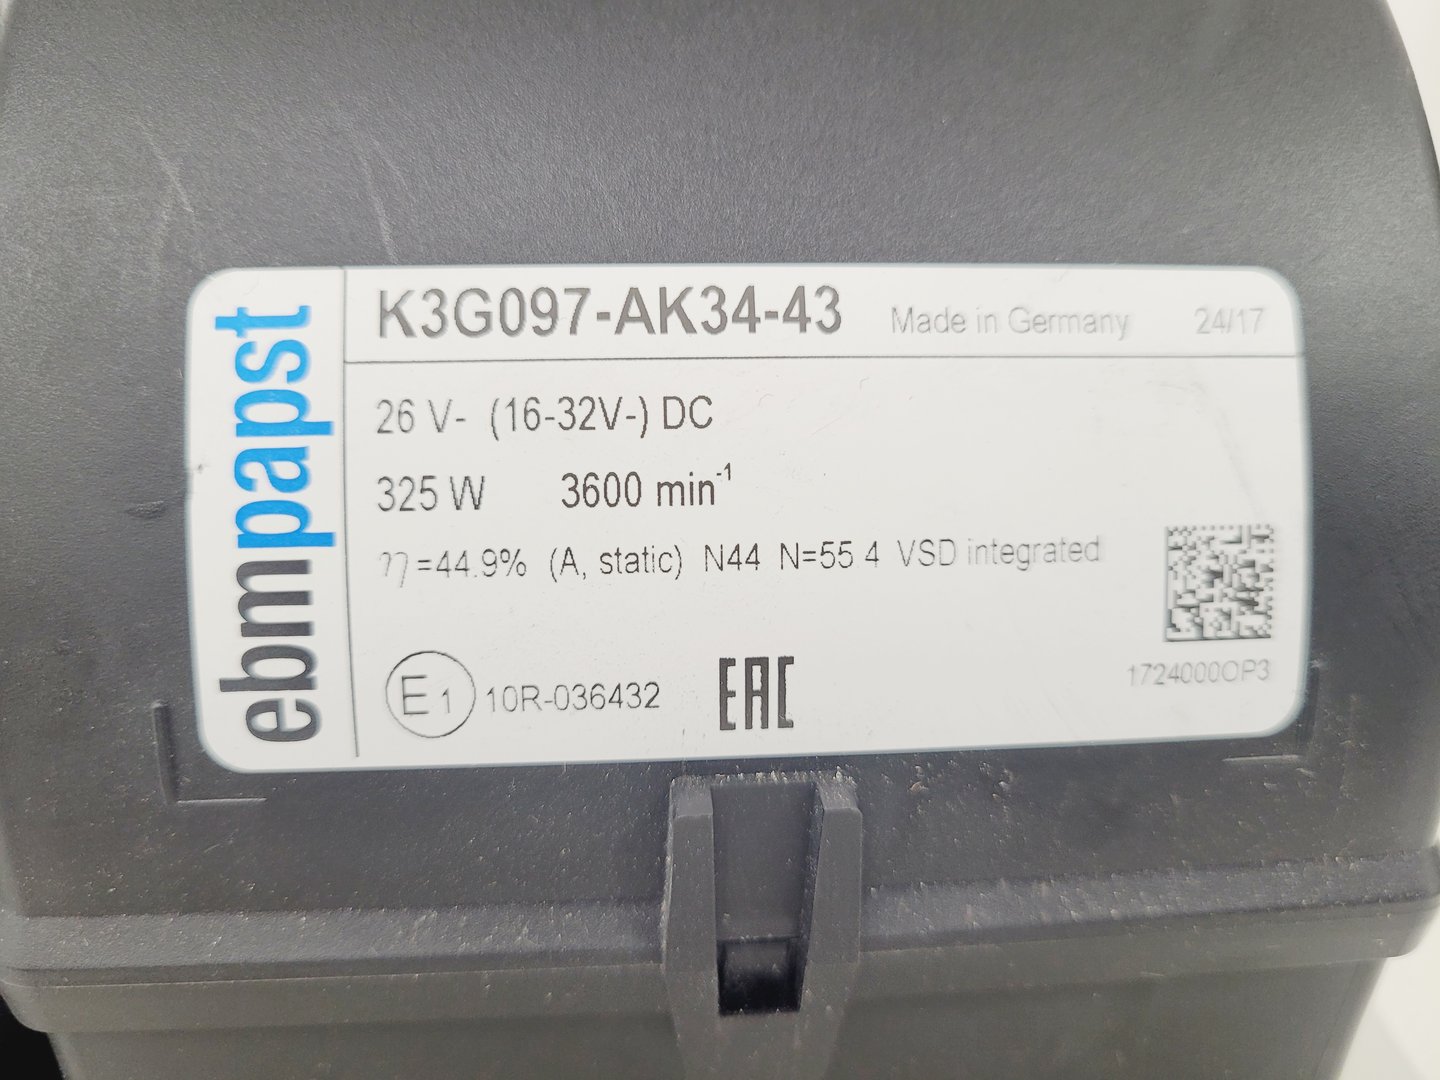 ebmpapst
K3G097-AK34-43 Made in Germany 24/17
26 V- (16-32V-) DC
325 W 3600 min⁻¹
η =44.9% (A, static) N44 N=55 4 VSD integrated
E1 10R-036432 EAC
1724000OP3